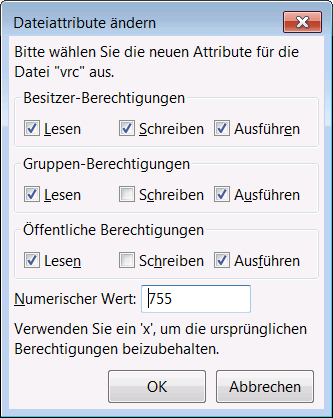 Dateiattribute ändern
Bitte wählen Sie die neuen Attribute für die
Datei "vrc" aus.
Besitzer-Berechtigungen
Lesen Schreiben Ausführen
Gruppen-Berechtigungen
Lesen Schreiben Ausführen
Öffentliche Berechtigungen
Lesen Schreiben Ausführen
Numerischer Wert: 755
Verwenden Sie ein 'x', um die ursprünglichen
Berechtigungen beizubehalten.
OK Abbrechen